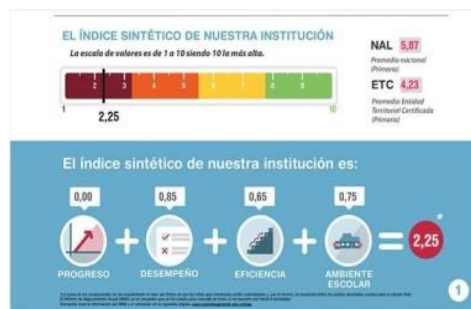 EL ÍNDICE SINTÉTICO DE NUESTRA INSTITUCIÓN
La escala de valores es de 1 a 10 siendo 10 la más alta.
2 3 4 5 6 7 8 9
1 10
2,25
NAL 5,87
Promedio nacional
(Primaria)
ETC 4,23
Promedio Entidad
Territorial Certificada
(Primaria)
El índice sintético de nuestra institución es:
0,00 0,85 0,65 0,75
+ + + = 2,25*
PROGRESO DESEMPEÑO EFICIENCIA AMBIENTE
ESCOLAR
1